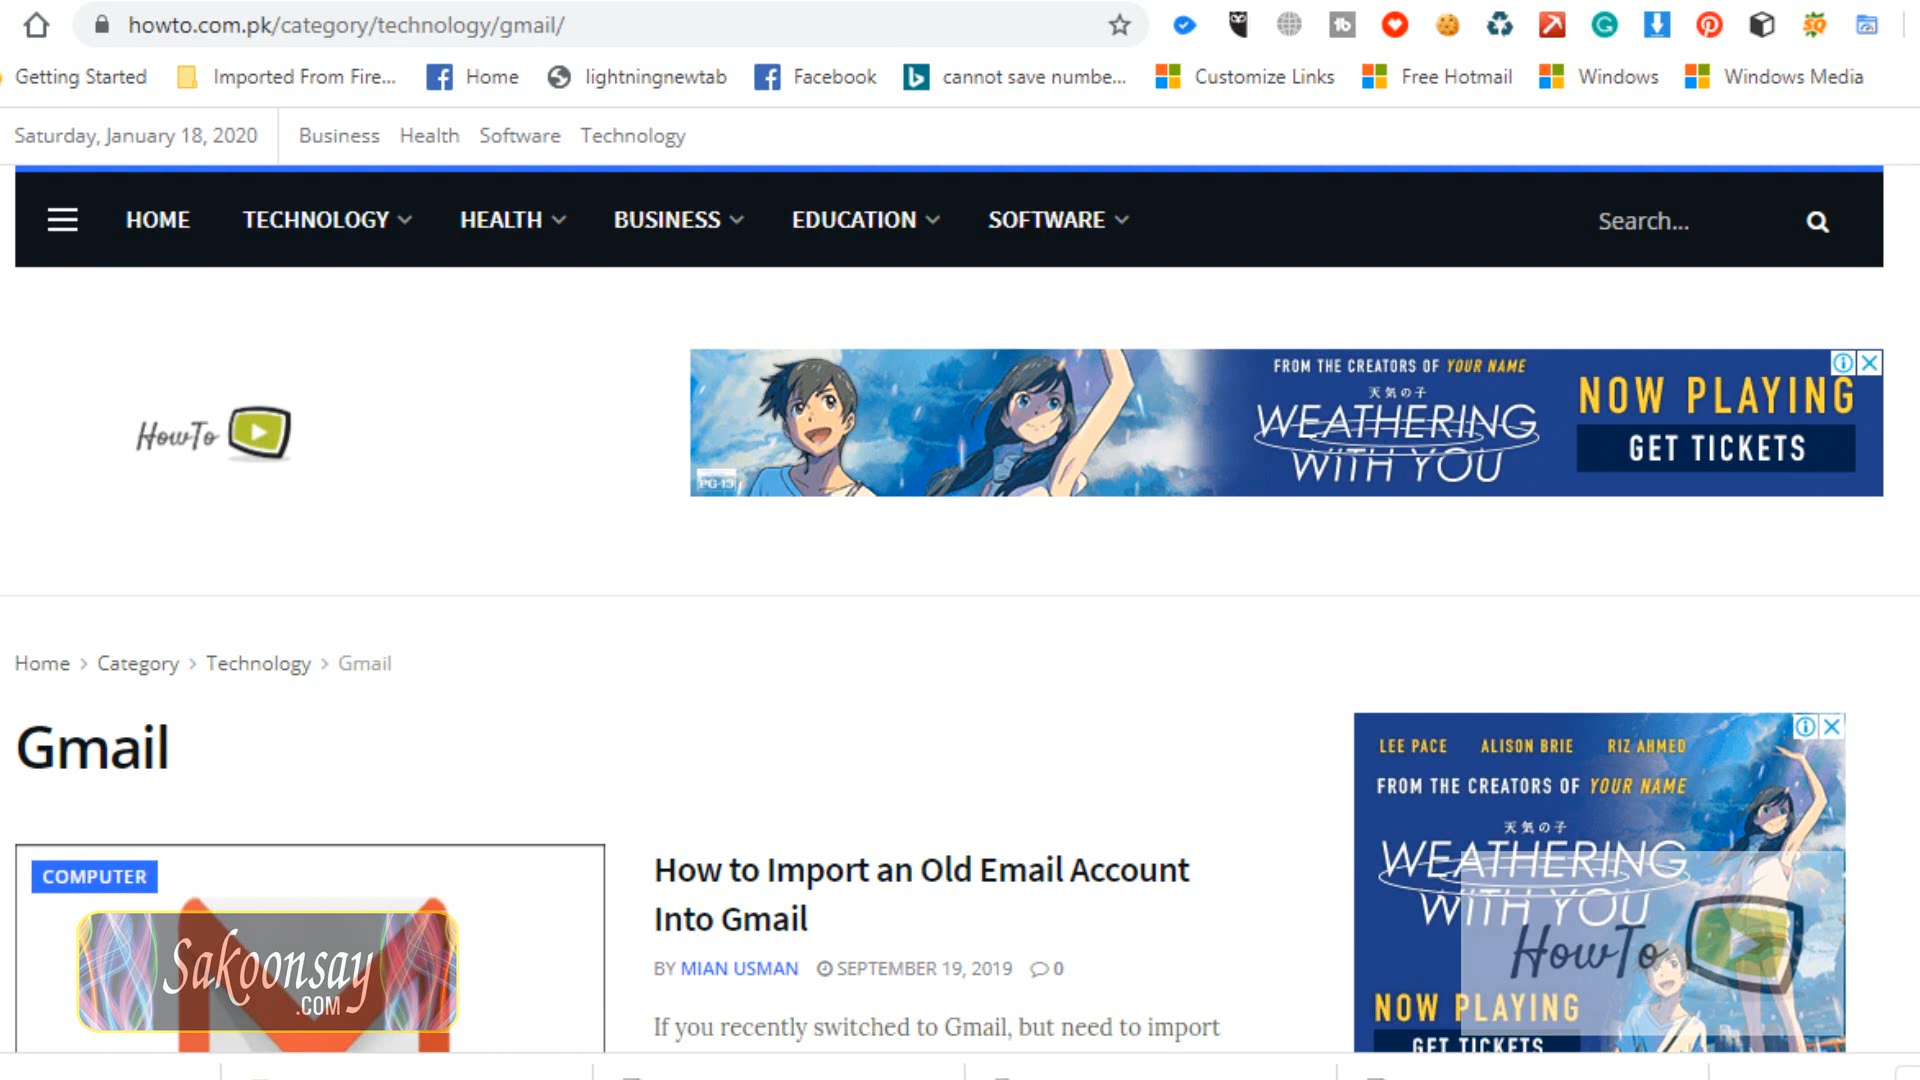 howto.com.pk/category/technology/gmail/
Getting Started Imported From Fire... Home lightningnewtab Facebook cannot save numbe... Customize Links Free Hotmail Windows Windows Media
Saturday, January 18, 2020 Business Health Software Technology
HOME TECHNOLOGY HEALTH BUSINESS EDUCATION SOFTWARE Search...
HowTo
PG-13
FROM THE CREATORS OF YOUR NAME
天気の子
WEATHERING
WITH YOU
NOW PLAYING
GET TICKETS
Home > Category > Technology > Gmail
Gmail
COMPUTER
Sakoonsay
.COM
How to Import an Old Email Account
Into Gmail
BY MIAN USMAN SEPTEMBER 19, 2019 0
If you recently switched to Gmail, but need to import
LEE PACE ALISON BRIE RIZ AHMED
FROM THE CREATORS OF YOUR NAME
天気の子
WEATHERING
WITH YOU
HowTo
NOW PLAYING
GET TICKETS